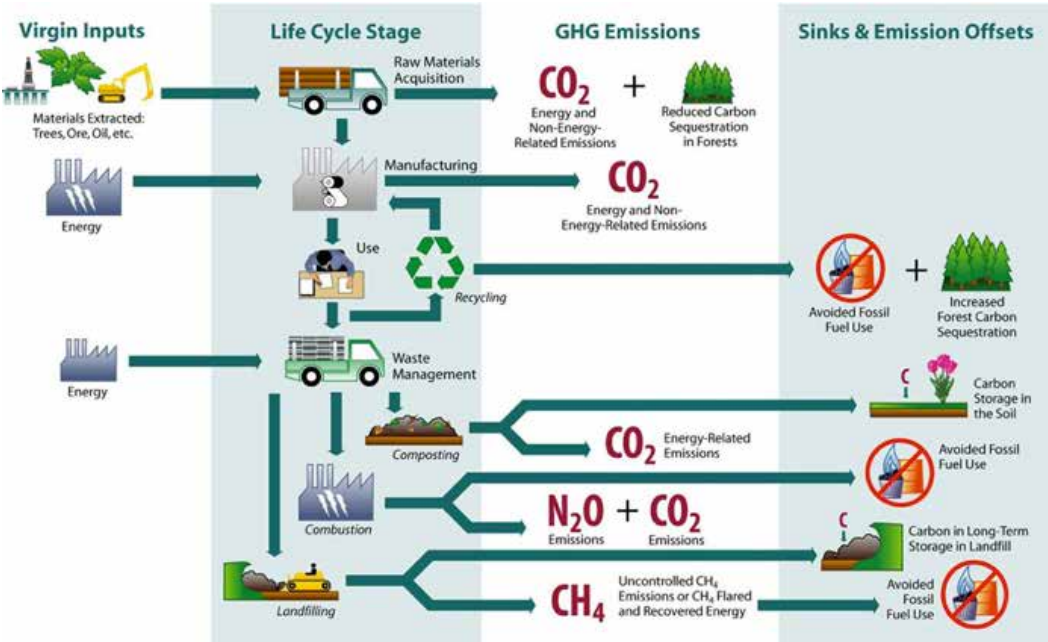 Virgin Inputs
Life Cycle Stage
GHG Emissions
Sinks & Emission Offsets
Materials Extracted:
Trees, Ore, Oil, etc.
Raw Materials
Acquisition
CO2
Energy and
Non-Energy-
Related Emissions
+
Reduced Carbon
Sequestration
in Forests
Energy
Manufacturing
CO2
Energy and Non-
Energy-Related Emissions
Use
Recycling
Avoided Fossil
Fuel Use
+
Increased
Forest Carbon
Sequestration
Energy
Waste
Management
Composting
CO2
Energy-Related
Emissions
C
Carbon
Storage in
the Soil
Combustion
N2O
Emissions
+
CO2
Emissions
Avoided Fossil
Fuel Use
Landfilling
C
Carbon in Long-Term
Storage in Landfill
CH4
Uncontrolled CH4
Emissions or CH4 Flared
and Recovered Energy
Avoided
Fossil
Fuel Use